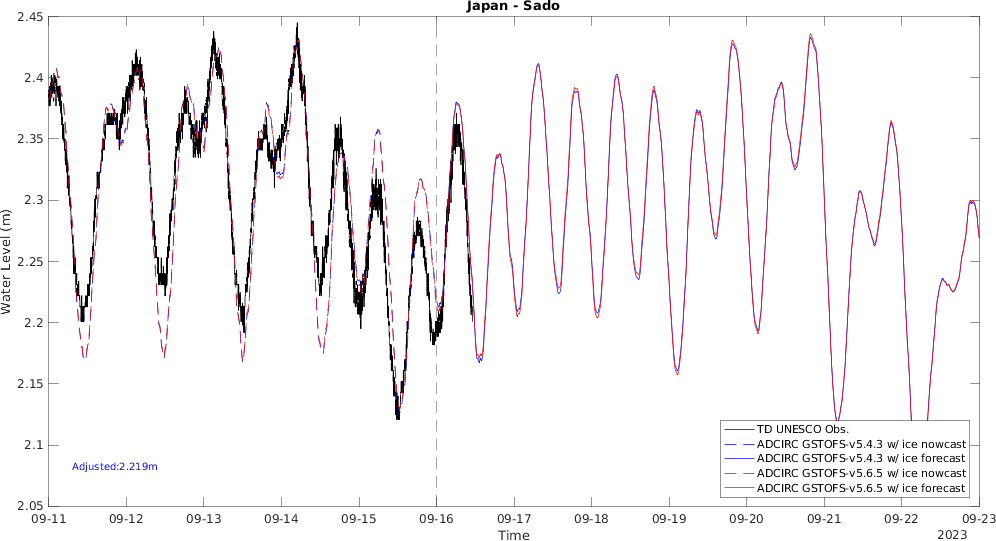 Japan - Sado
2.45
2.4
2.35
2.3
2.25
2.2
2.15
2.1
2.05
Water Level (m)
Adjusted:2.219m
TD UNESCO Obs.
ADCIRC GSTOFS-v5.4.3 w/ ice nowcast
ADCIRC GSTOFS-v5.4.3 w/ ice forecast
ADCIRC GSTOFS-v5.6.5 w/ ice nowcast
ADCIRC GSTOFS-v5.6.5 w/ ice forecast
09-11 09-12 09-13 09-14 09-15 09-16 09-17 09-18 09-19 09-20 09-21 09-22 09-23
Time
2023